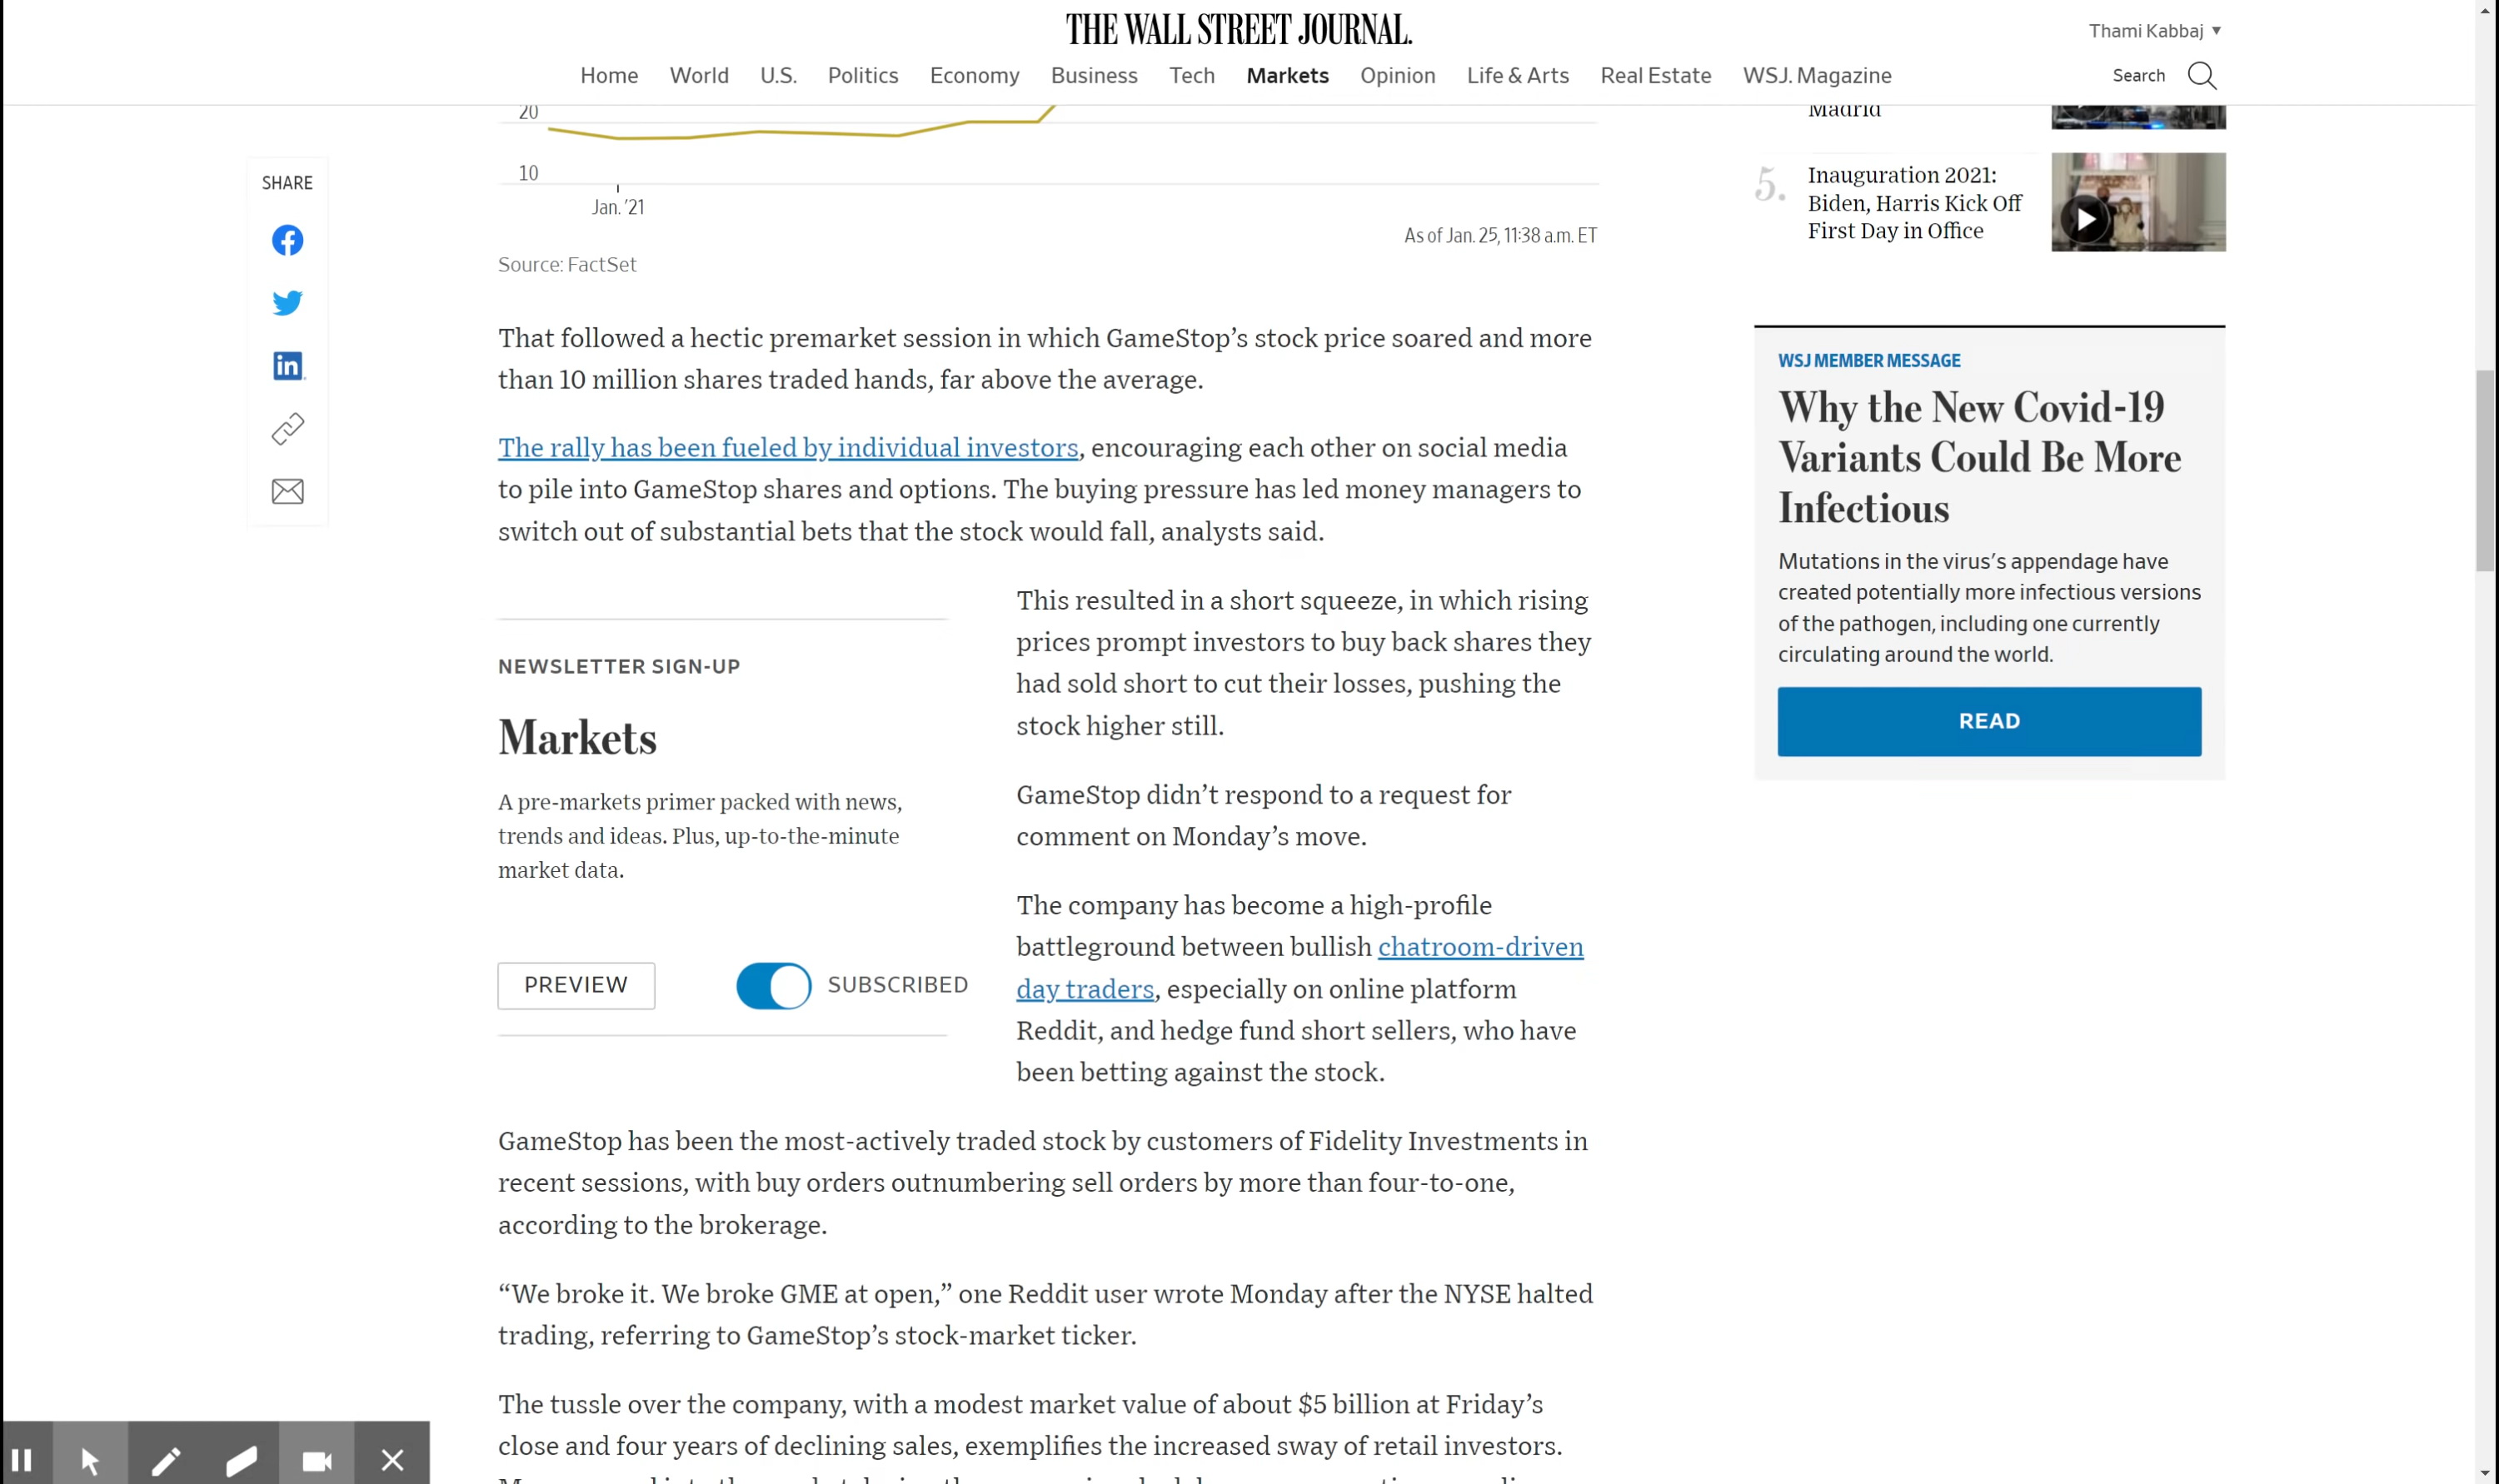 THE WALL STREET JOURNAL.
Thami Kabbaj ▼
Home World U.S. Politics Economy Business Tech Markets Opinion Life & Arts Real Estate WSJ. Magazine
Search
20
10
Jan. ’21
As of Jan. 25, 11:38 a.m. ET
Source: FactSet
SHARE
That followed a hectic premarket session in which GameStop’s stock price soared and more
than 10 million shares traded hands, far above the average.
The rally has been fueled by individual investors, encouraging each other on social media
to pile into GameStop shares and options. The buying pressure has led money managers to
switch out of substantial bets that the stock would fall, analysts said.
NEWSLETTER SIGN-UP
Markets
A pre-markets primer packed with news,
trends and ideas. Plus, up-to-the-minute
market data.
PREVIEW
SUBSCRIBED
This resulted in a short squeeze, in which rising
prices prompt investors to buy back shares they
had sold short to cut their losses, pushing the
stock higher still.
GameStop didn’t respond to a request for
comment on Monday’s move.
The company has become a high-profile
battleground between bullish chatroom-driven
day traders, especially on online platform
Reddit, and hedge fund short sellers, who have
been betting against the stock.
GameStop has been the most-actively traded stock by customers of Fidelity Investments in
recent sessions, with buy orders outnumbering sell orders by more than four-to-one,
according to the brokerage.
“We broke it. We broke GME at open,” one Reddit user wrote Monday after the NYSE halted
trading, referring to GameStop’s stock-market ticker.
The tussle over the company, with a modest market value of about $5 billion at Friday’s
close and four years of declining sales, exemplifies the increased sway of retail investors.
Madrid
5.
Inauguration 2021:
Biden, Harris Kick Off
First Day in Office
WSJ MEMBER MESSAGE
Why the New Covid-19
Variants Could Be More
Infectious
Mutations in the virus’s appendage have
created potentially more infectious versions
of the pathogen, including one currently
circulating around the world.
READ